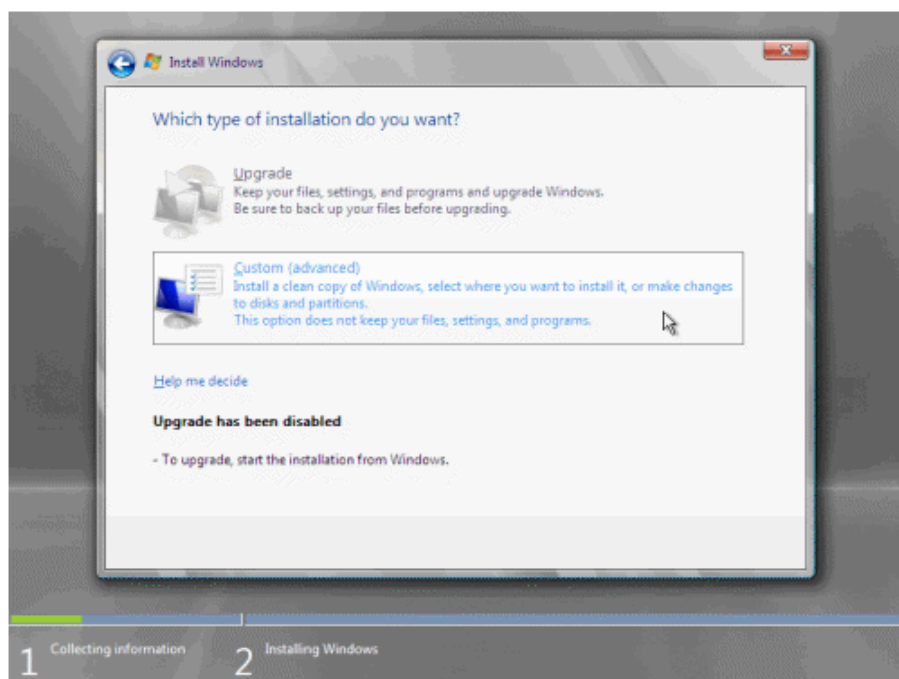 Install Windows
Which type of installation do you want?
Upgrade
Keep your files, settings, and programs and upgrade Windows.
Be sure to back up your files before upgrading.
Custom (advanced)
Install a clean copy of Windows, select where you want to install it, or make changes
to disks and partitions.
This option does not keep your files, settings, and programs.
Help me decide
Upgrade has been disabled
- To upgrade, start the installation from Windows.
1 Collecting information 2 Installing Windows